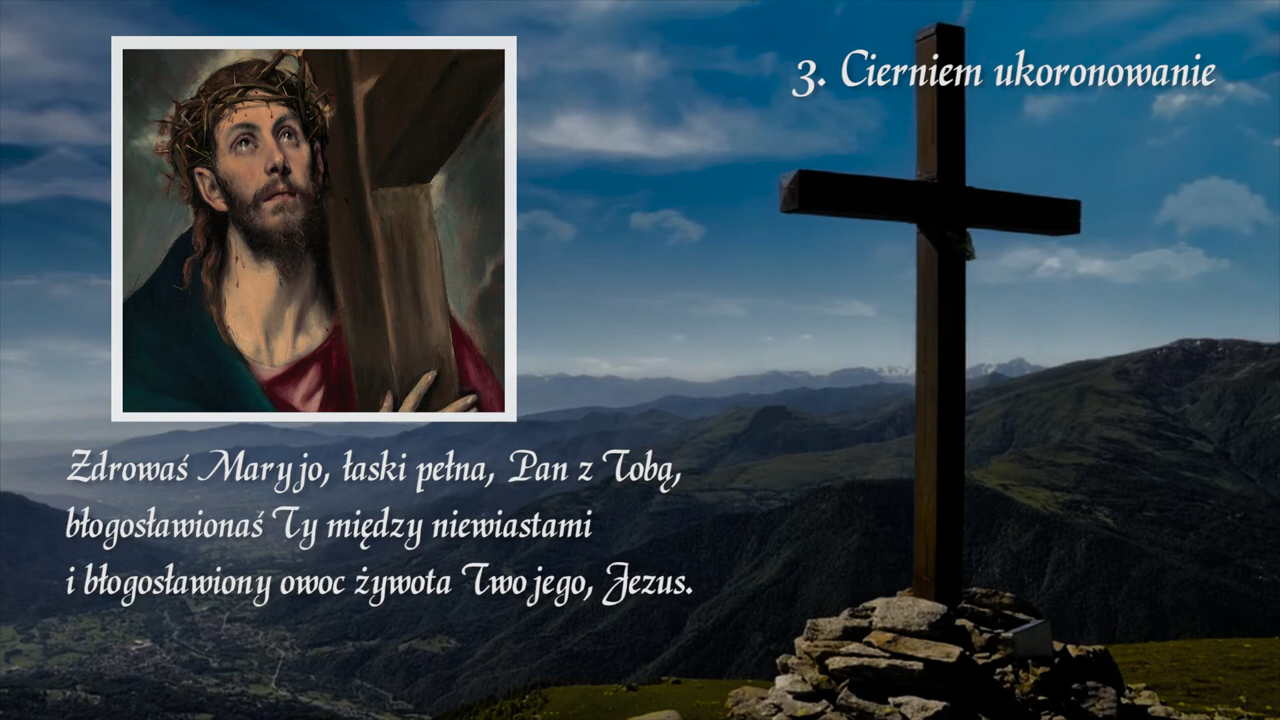 3. Cierniem ukoronowanie
Zdrowaś Maryjo, łaski pełna, Pan z Tobą,
błogosławionaś Ty między niewiastami
i błogosławiony owoc żywota Twojego, Jezus.